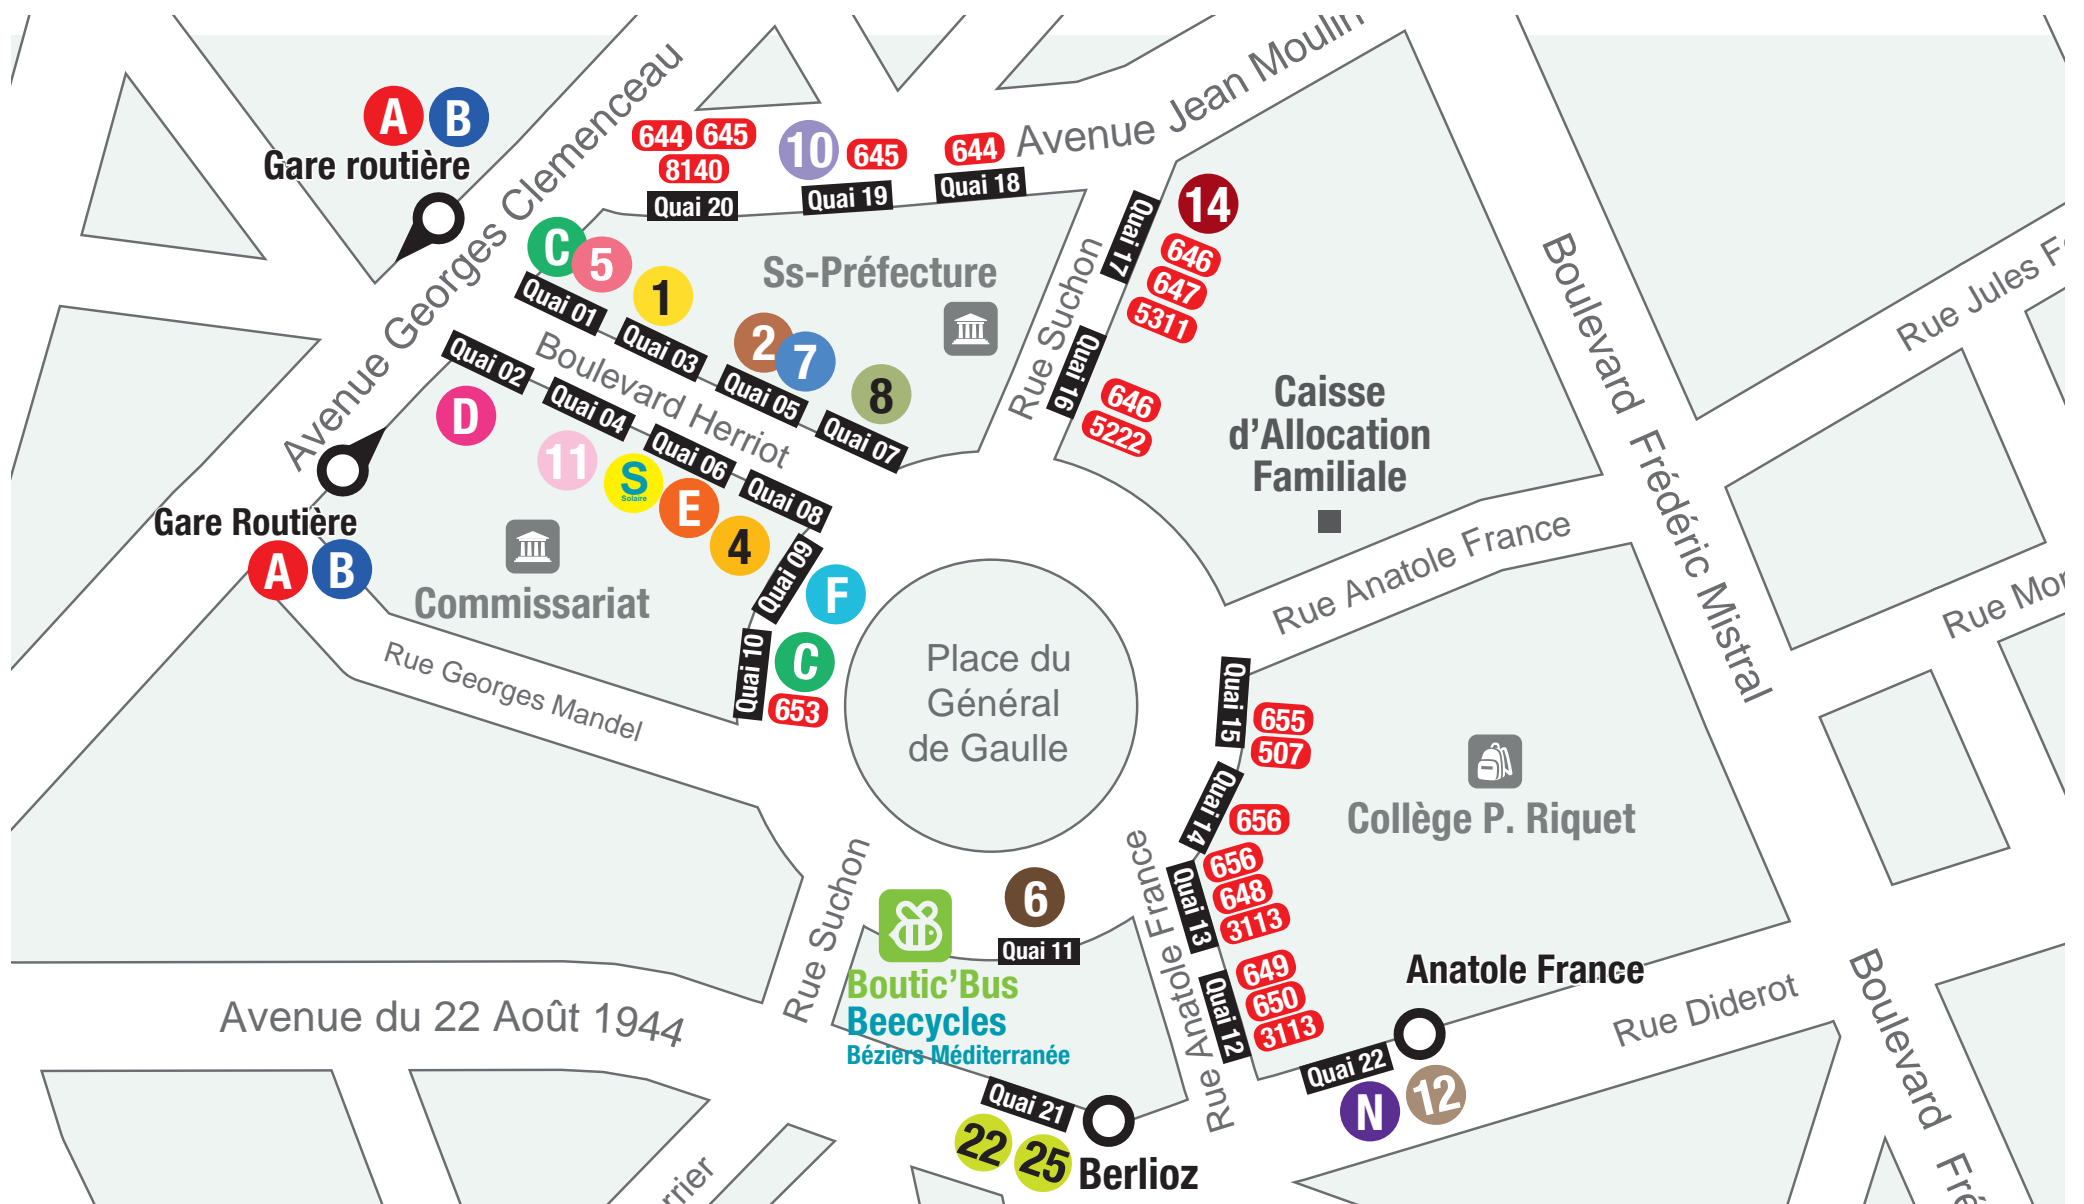 A B
Gare routière
Avenue Georges Clemenceau
644 645
8140
Quai 20
10 645
Quai 19
644
Quai 18
Avenue Jean Moulin
C 5
Quai 01
1
Quai 03
2 7
Quai 05
8
Quai 07
Ss-Préfecture
Rue Suchon
Quai 17
14
646
647
5311
Quai 16
646
5222
Caisse
d'Allocation
Familiale
Boulevard Frédéric Mistral
Rue Jules
Boulevard Herriot
Quai 02
D
Quai 04
11
Quai 06
S
Solaire
E
Quai 08
4
Gare Routière
A B
Commissariat
Quai 09
F
Quai 10
C
653
Rue Georges Mandel
Place du
Général
de Gaulle
Rue Anatole France
Rue
Quai 15
655
507
Quai 14
656
Quai 13
656
648
3113
Quai 12
649
650
3113
Collège P. Riquet
Rue Suchon
6
Quai 11
Boutic'Bus
Beecycles
Béziers Méditerranée
Rue Anatole France
Anatole France
Quai 22
N 12
Rue Diderot
Boulevard
Avenue du 22 Août 1944
Quai 21
22 25
Berlioz